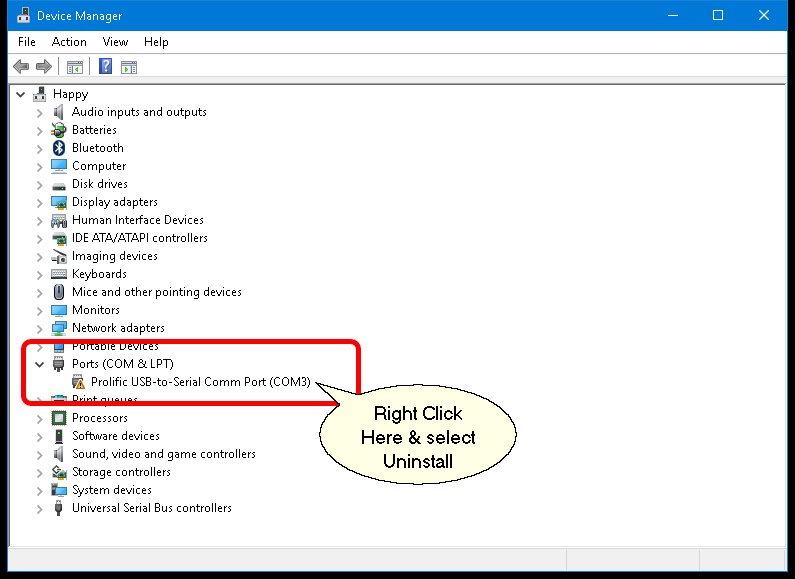 Device Manager
File Action View Help
Happy
Audio inputs and outputs
Batteries
Bluetooth
Computer
Disk drives
Display adapters
Human Interface Devices
IDE ATA/ATAPI controllers
Imaging devices
Keyboards
Mice and other pointing devices
Monitors
Network adapters
Portable Devices
Ports (COM & LPT)
Prolific USB-to-Serial Comm Port (COM3)
Print queues
Processors
Software devices
Sound, video and game controllers
Storage controllers
System devices
Universal Serial Bus controllers
Right Click
Here & select
Uninstall